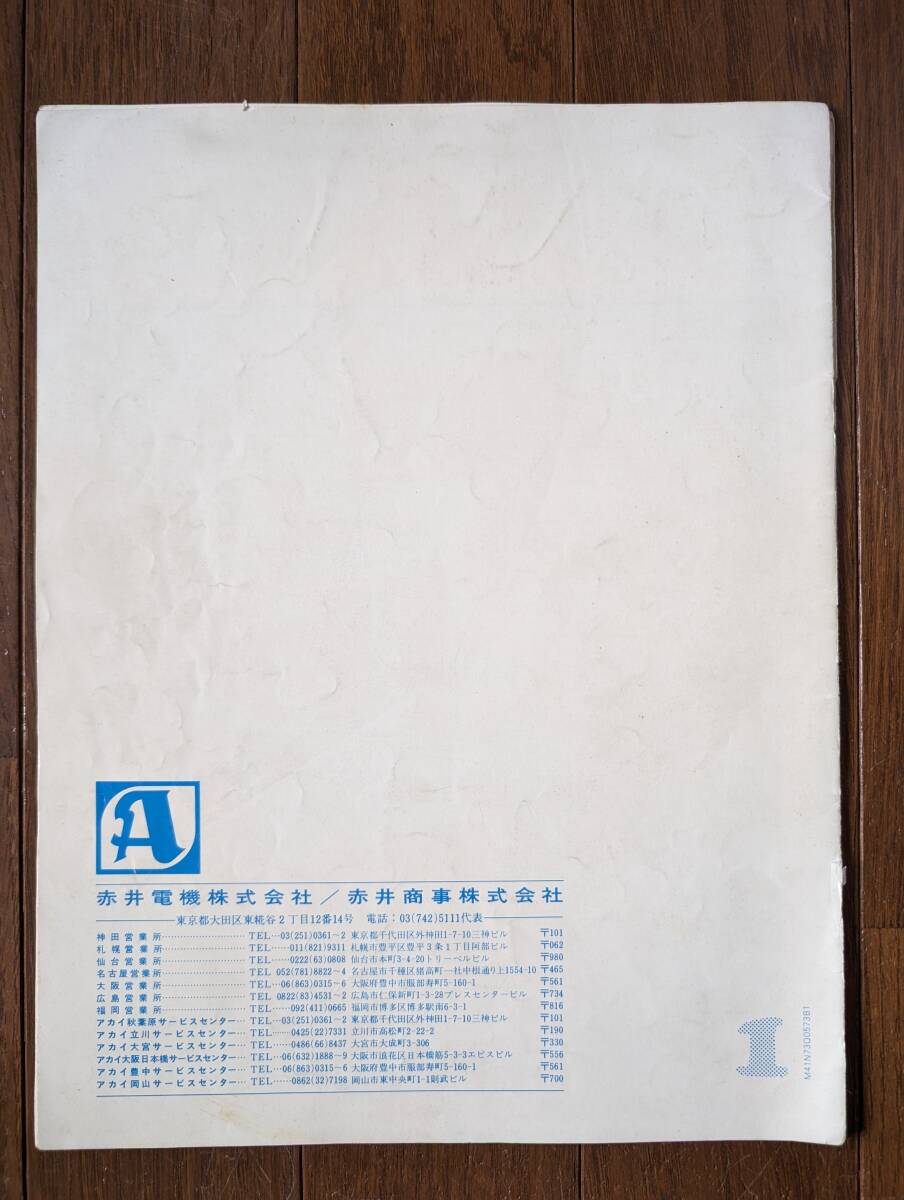 A
赤井電機株式会社／赤井商事株式会社
東京都大田区東糀谷2丁目12番14号 電話：03(742)5111代表
神田営業所 TEL…03(251)0361~2 東京都千代田区外神田1-7-10三神ビル 〒101
札幌営業所 TEL……011(821)9311 札幌市豊平区豊平3条1丁目阿部ビル 〒062
仙台営業所 TEL……0222(63)0808 仙台市本町3-4-20トリーベルビル 〒980
名古屋営業所 TEL 052(781)8822~4 名古屋市千種区猪高町一社中根通り上1554-10 〒465
大阪営業所 TEL…06(863)0315~6 大阪府豊中市服部寿町5-160-1 〒561
広島営業所 TEL 0822(83)4531~2 広島市仁保新町1-3-28プレスセンタービル 〒734
福岡営業所 TEL……092(411)0665 福岡市博多区博多駅南6-3-1 〒816
アカイ秋葉原サービスセンター… TEL…03(251)0361~2 東京都千代田区外神田1-7-10三神ビル 〒101
アカイ立川サービスセンター… TEL……0425(22)7331 立川市高松町2-22-2 〒190
アカイ大宮サービスセンター… TEL……0486(66)8437 大宮市大成町3-306 〒330
アカイ大阪日本橋サービスセンター… TEL…06(632)1888~9 大阪市浪花区日本橋筋5-3-3エビスビル 〒556
アカイ豊中サービスセンター… TEL…06(863)0315~6 大阪府豊中市服部寿町5-160-1 〒561
アカイ岡山サービスセンター… TEL……0862(32)7198 岡山市東中央町1-1則武ビル 〒700
1
M41N7300573B1